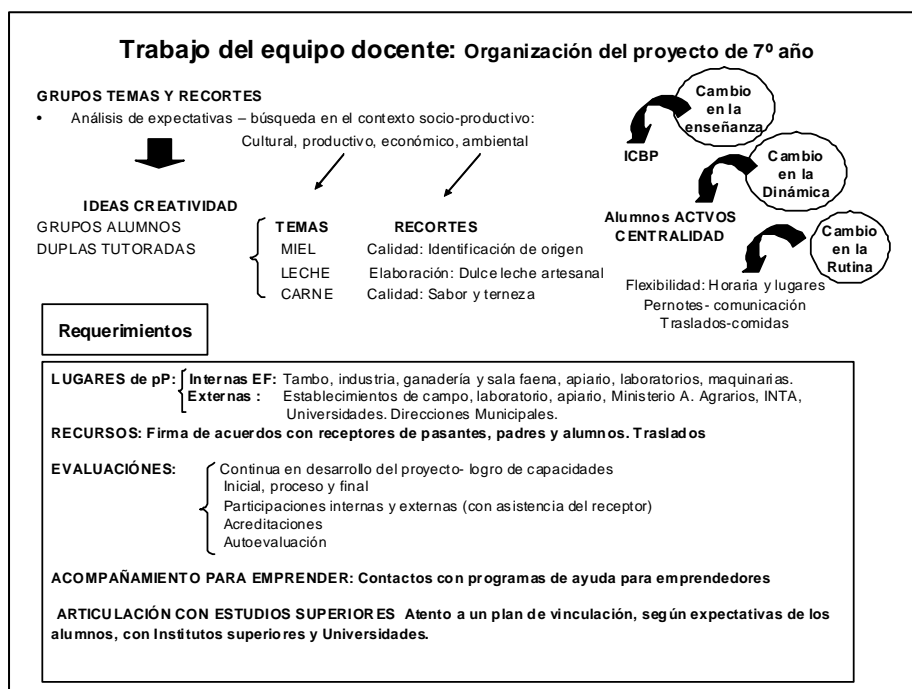 Trabajo del equipo docente: Organización del proyecto de 7º año
GRUPOS TEMAS Y RECORTES
• Análisis de expectativas – búsqueda en el contexto socio-productivo:
Cultural, productivo, económico, ambiental
IDEAS CREATIVIDAD
GRUPOS ALUMNOS
DUPLAS TUTORADAS
TEMAS RECORTES
MIEL Calidad: Identificación de origen
LECHE Elaboración: Dulce leche artesanal
CARNE Calidad: Sabor y terneza
Cambio
en la
enseñanza
ICBP
Cambio
en la
Dinámica
Alumnos ACTVOS
CENTRALIDAD
Cambio
en la
Rutina
Flexibilidad: Horaria y lugares
Pernotes- comunicación
Traslados-comidas
Requerimientos
LUGARES de pP: Internas EF: Tambo, industria, ganadería y sala faena, apiario, laboratorios, maquinarias.
Externas : Establecimientos de campo, laboratorio, apiario, Ministerio A. Agrarios, INTA,
Universidades. Direcciones Municipales.
RECURSOS: Firma de acuerdos con receptores de pasantes, padres y alumnos. Traslados
EVALUACIÓNES: Continua en desarrollo del proyecto- logro de capacidades
Inicial, proceso y final
Participaciones internas y externas (con asistencia del receptor)
Acreditaciones
Autoevaluación
ACOMPAÑAMIENTO PARA EMPRENDER: Contactos con programas de ayuda para emprendedores
ARTICULACIÓN CON ESTUDIOS SUPERIORES Atento a un plan de vinculación, según expectativas de los
alumnos, con Institutos superiores y Universidades.